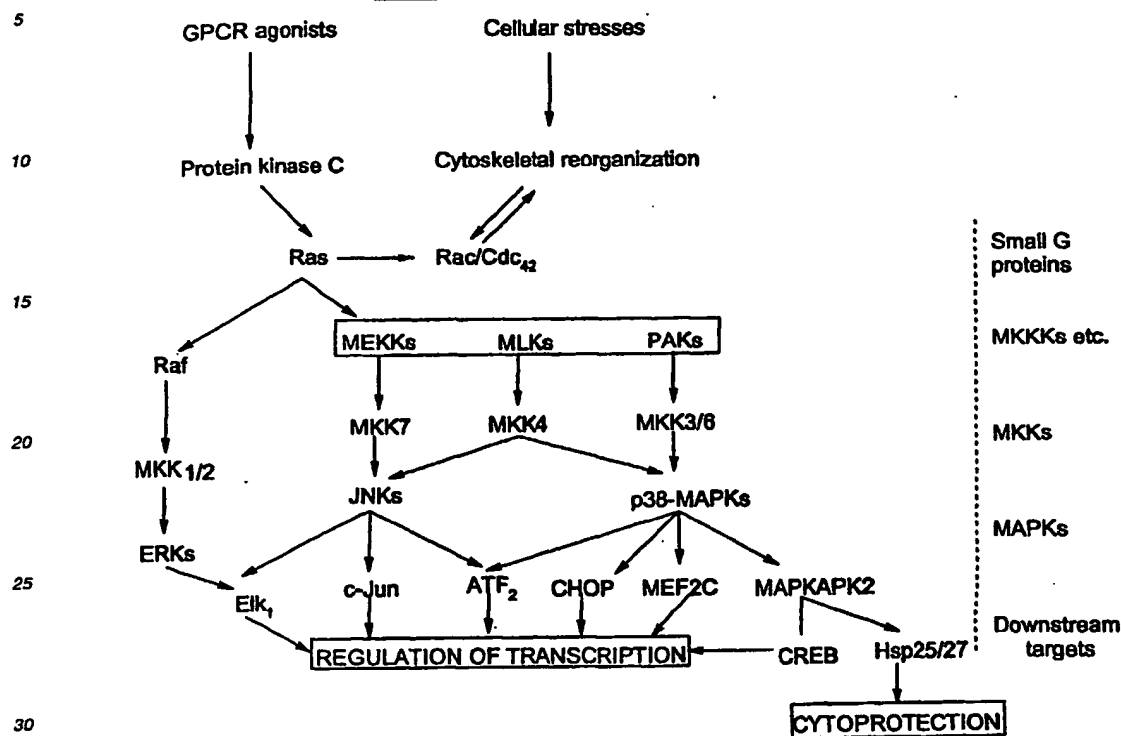 5
GPCR agonists Cellular stresses
10
Protein kinase C Cytoskeletal reorganization
Ras Rac/Cdc42
Small G
proteins
15
MEKKs MLKs PAKs
MKKKs etc.
Raf
MKK7 MKK4 MKK3/6
MKKs
20
MKK 1/2
JNKs p38-MAPKs
MAPKs
ERKs
25
Elk1 c-Jun ATF2 CHOP MEF2C MAPKAPK2
Downstream
targets
REGULATION OF TRANSCRIPTION CREB Hsp25/27
30
CYTOPROTECTION